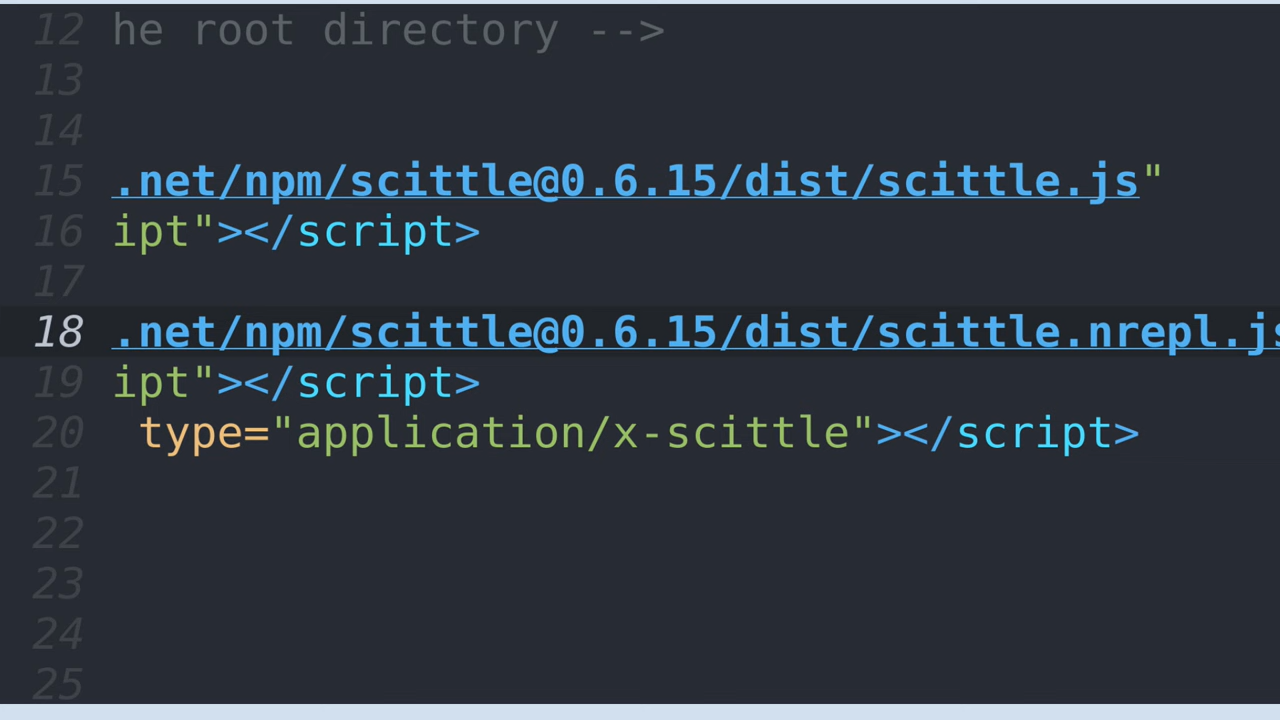 12 he root directory -->
13
14
15 .net/npm/scittle@0.6.15/dist/scittle.js"
16 ipt"></script>
17
18 .net/npm/scittle@0.6.15/dist/scittle.nrepl.js
19 ipt"></script>
20 type="application/x-scittle"></script>
21
22
23
24
25